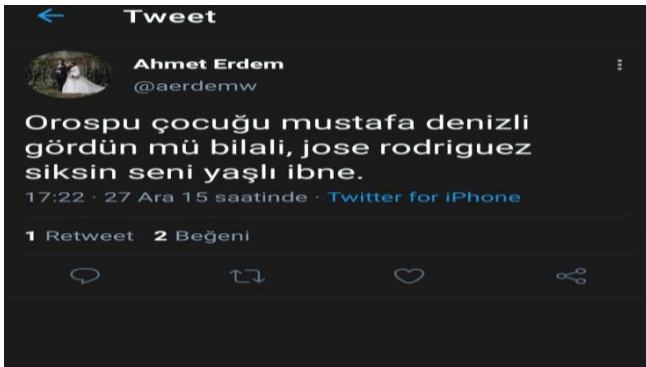 Tweet
Ahmet Erdem
@aerdemw
Orospu çocuğu mustafa denizli
gördün mü bilali, jose rodriguez
siksin seni yaşlı ibne.
17:22 · 27 Ara 15 saatinde · Twitter for iPhone
1 Retweet 2 Beğeni